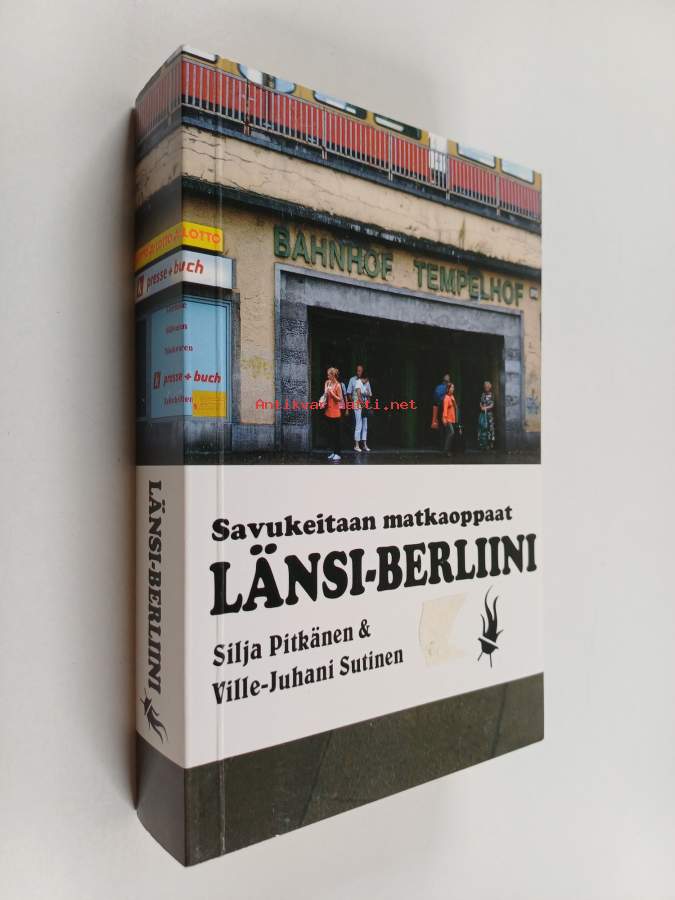 BAHNHOF TEMPELHOF
LOTTO
presse + buch
presse + buch
Antikvariaatti.net
Savukeitaan matkaoppaat
LÄNSI-BERLIINI
Silja Pitkänen &
Ville-Juhani Sutinen
LÄNSI-BERLIINI